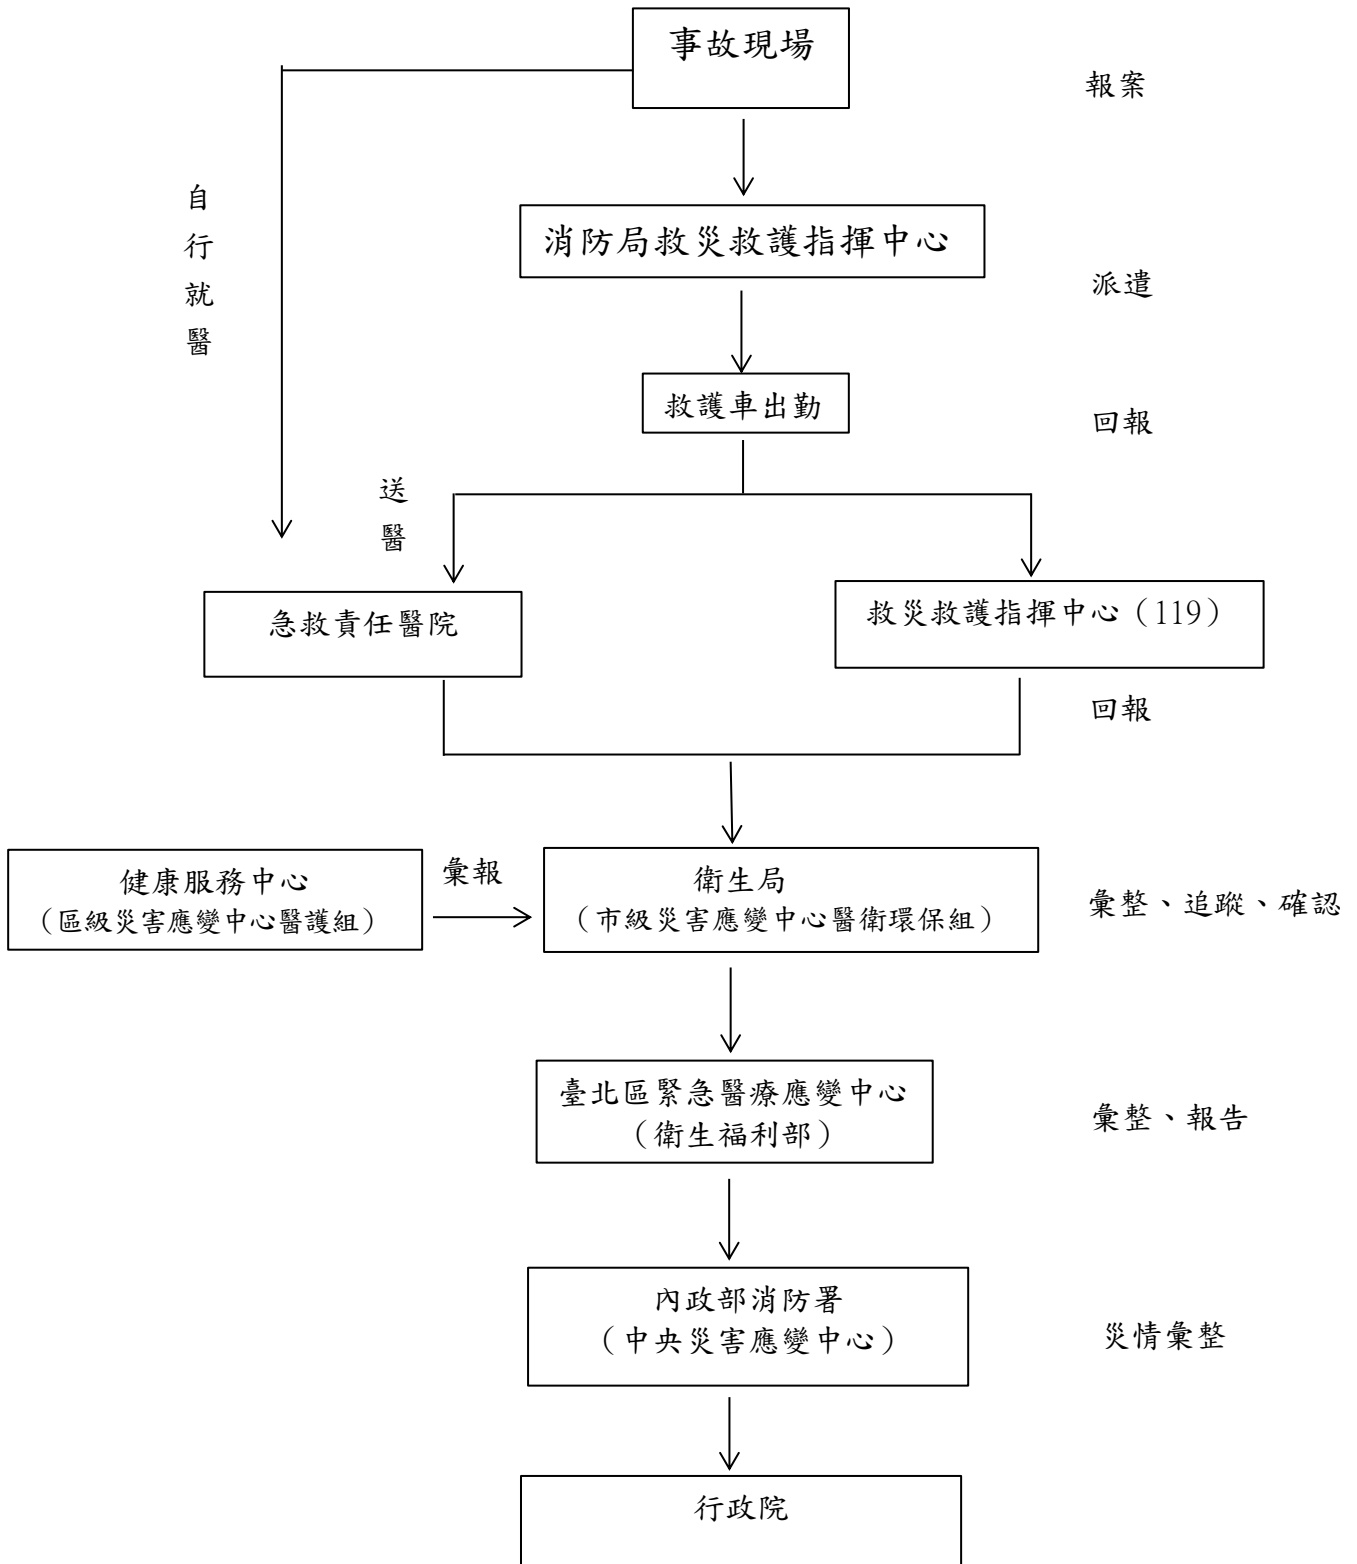 事故現場
報案
自行就醫
消防局救災救護指揮中心
派遣
救護車出勤
回報
送醫
急救責任醫院
救災救護指揮中心（119）
回報
健康服務中心
（區級災害應變中心醫護組）
彙報
衛生局
（市級災害應變中心醫衛環保組）
彙整、追蹤、確認
臺北區緊急醫療應變中心
（衛生福利部）
彙整、報告
內政部消防署
（中央災害應變中心）
災情彙整
行政院